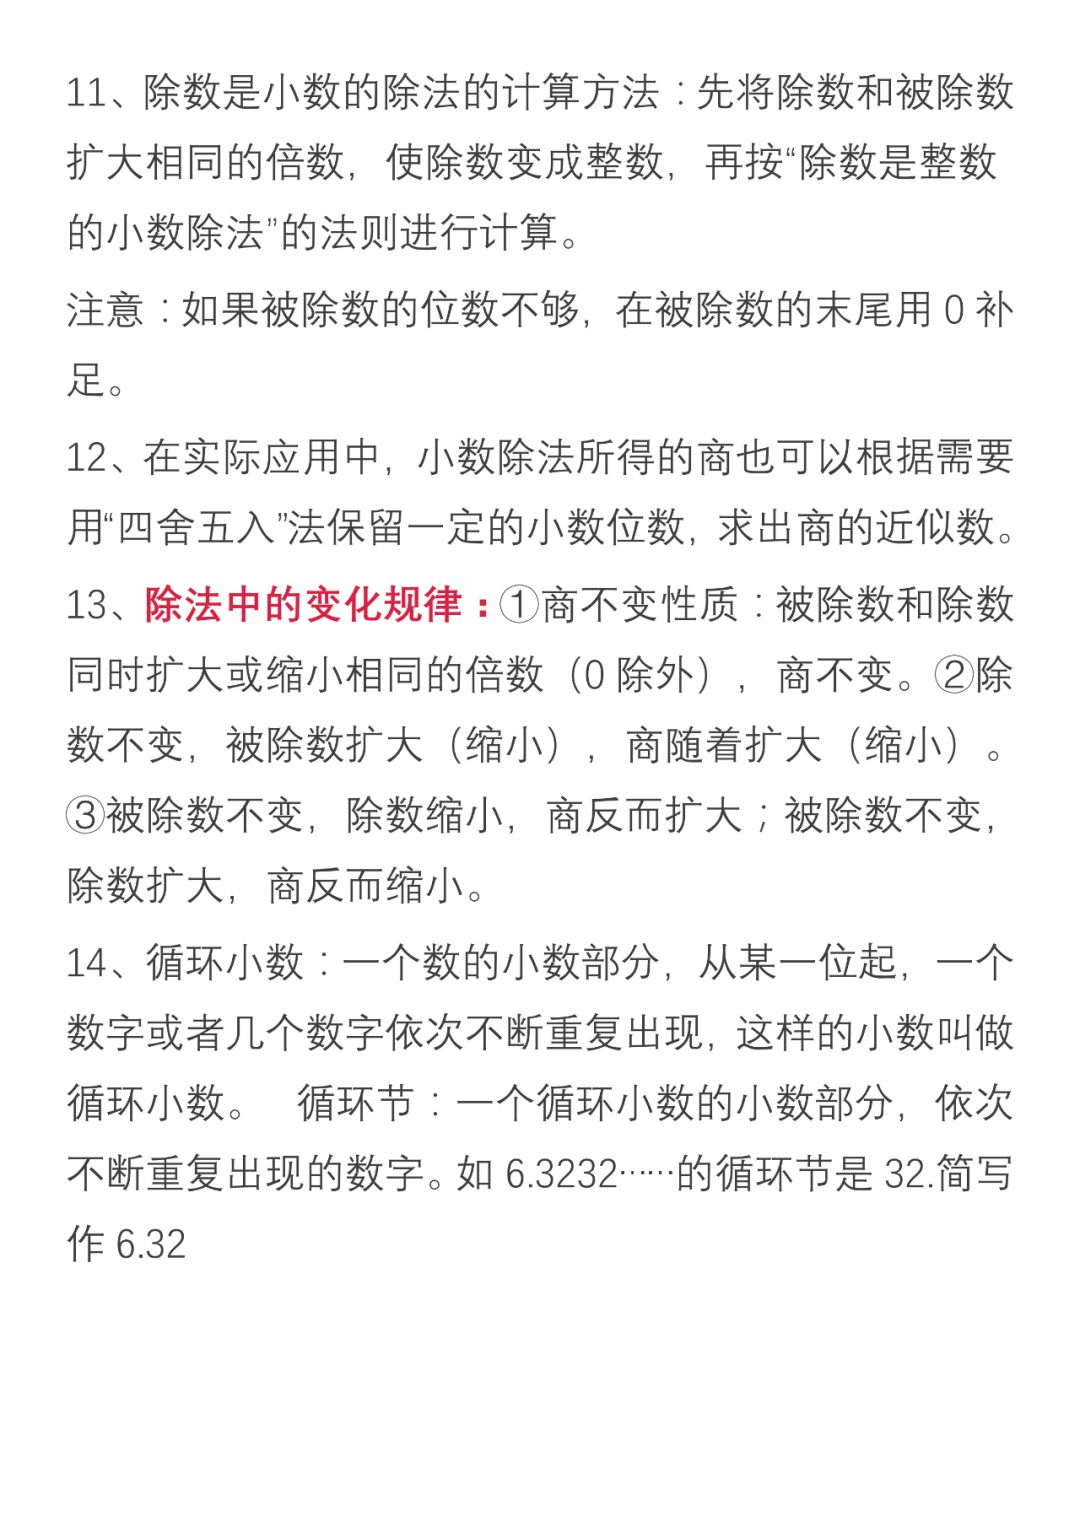 11、除数是小数的除法的计算方法：先将除数和被除数
扩大相同的倍数，使除数变成整数，再按“除数是整数
的小数除法”的法则进行计算。
注意：如果被除数的位数不够，在被除数的末尾用 0 补
足。
12、在实际应用中，小数除法所得的商也可以根据需要
用“四舍五入”法保留一定的小数位数，求出商的近似数。
13、除法中的变化规律：①商不变性质：被除数和除数
同时扩大或缩小相同的倍数（0 除外），商不变。②除
数不变，被除数扩大（缩小），商随着扩大（缩小）。
③被除数不变，除数缩小，商反而扩大；被除数不变，
除数扩大，商反而缩小。
14、循环小数：一个数的小数部分，从某一位起，一个
数字或者几个数字依次不断重复出现，这样的小数叫做
循环小数。 循环节：一个循环小数的小数部分，依次
不断重复出现的数字。如 6.3232……的循环节是 32.简写
作 6.32